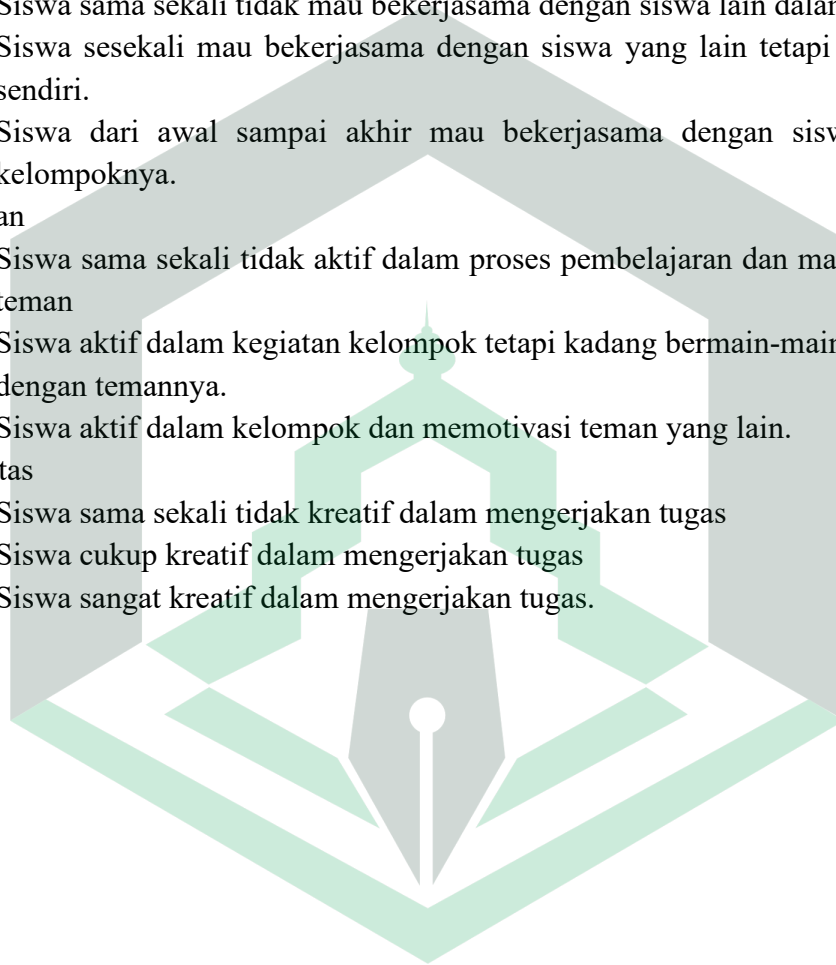 Siswa sama sekali tidak mau bekerjasama dengan siswa lain dalam
Siswa sesekali mau bekerjasama dengan siswa yang lain tetapi
sendiri.
Siswa dari awal sampai akhir mau bekerjasama dengan sisw
kelompoknya.
an
Siswa sama sekali tidak aktif dalam proses pembelajaran dan ma
teman
Siswa aktif dalam kegiatan kelompok tetapi kadang bermain-main
dengan temannya.
Siswa aktif dalam kelompok dan memotivasi teman yang lain.
tas
Siswa sama sekali tidak kreatif dalam mengerjakan tugas
Siswa cukup kreatif dalam mengerjakan tugas
Siswa sangat kreatif dalam mengerjakan tugas.